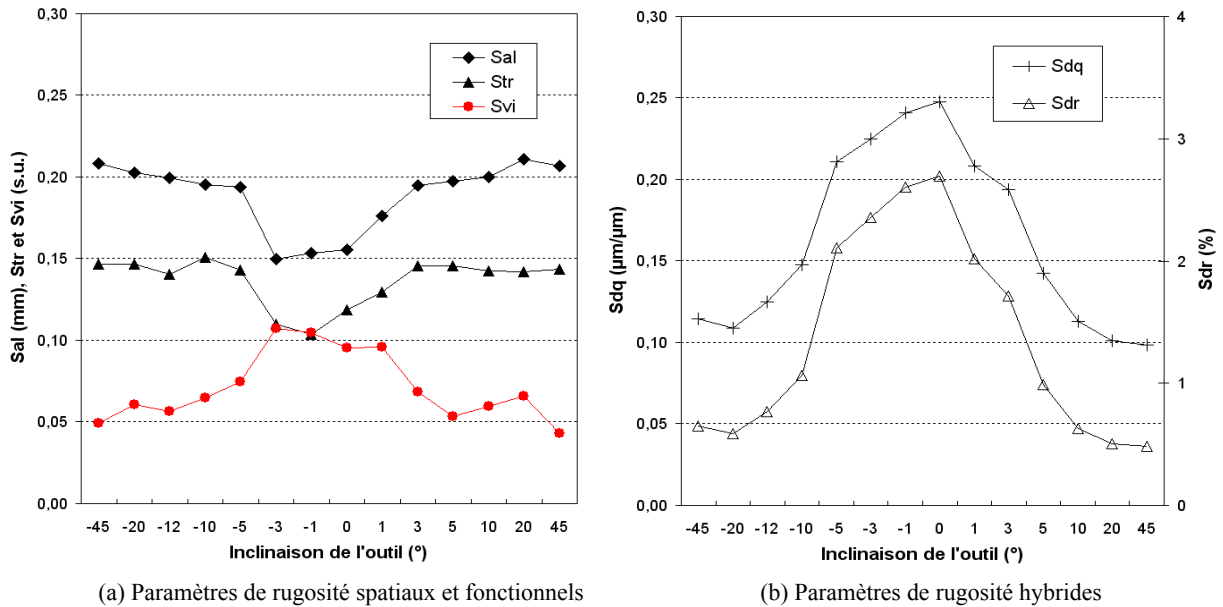 0,30
0,25
0,20
0,15
0,10
0,05
0,00
Sal (mm), Str et Svi (s.u.)
Sal
Str
Svi
-45 -20 -12 -10 -5 -3 -1 0 1 3 5 10 20 45
Inclinaison de l'outil (°)
(a) Paramètres de rugosité spatiaux et fonctionnels
0,30
0,25
0,20
0,15
0,10
0,05
0,00
Sdq (µm/µm)
Sdq
Sdr
4
3
2
1
0
Sdr (%)
-45 -20 -12 -10 -5 -3 -1 0 1 3 5 10 20 45
Inclinaison de l'outil (°)
(b) Paramètres de rugosité hybrides